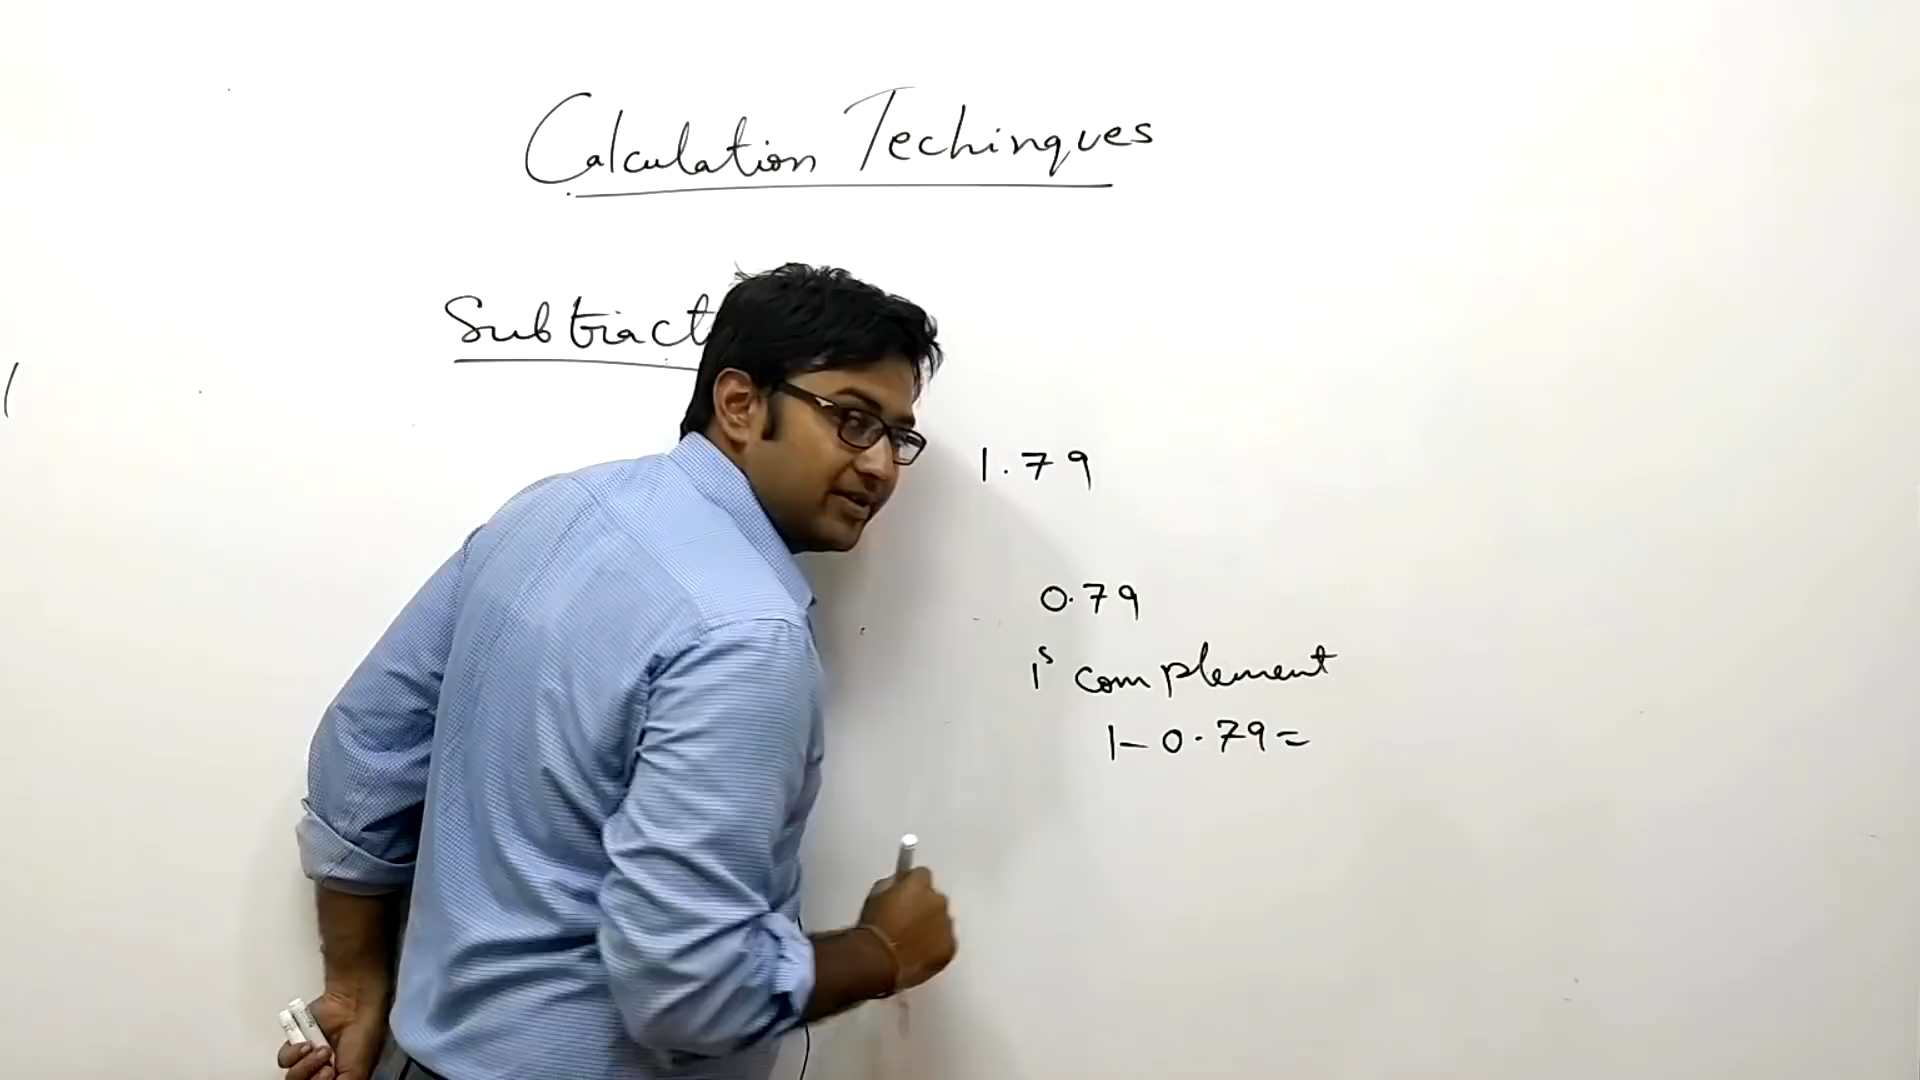 Calculation Techinques
Subtract
1.79
0.79
1s complement
1-0.79=